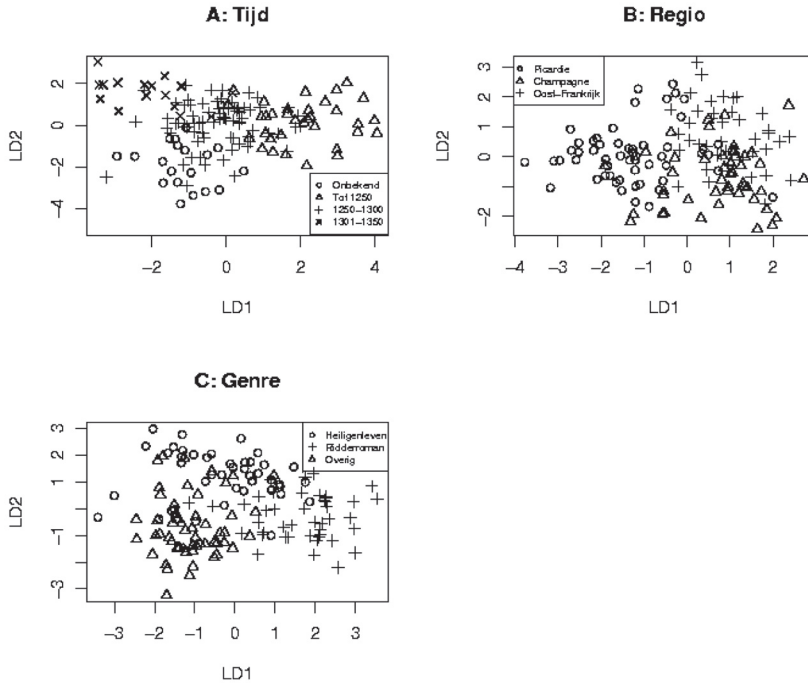 A: Tijd
LD2
2
0
−2
−4
−2
0
2
4
LD1
Onbekend
Tot 1250
1250−1300
1301−1350
B: Regio
LD2
3
2
1
0
−2
−4
−3
−2
−1
0
1
2
LD1
Picardie
Champagne
Oost−Frankrijk
C: Genre
LD2
3
2
1
−1
−3
−3
−2
−1
0
1
2
3
LD1
Heiligenleven
Ridderroman
Overig